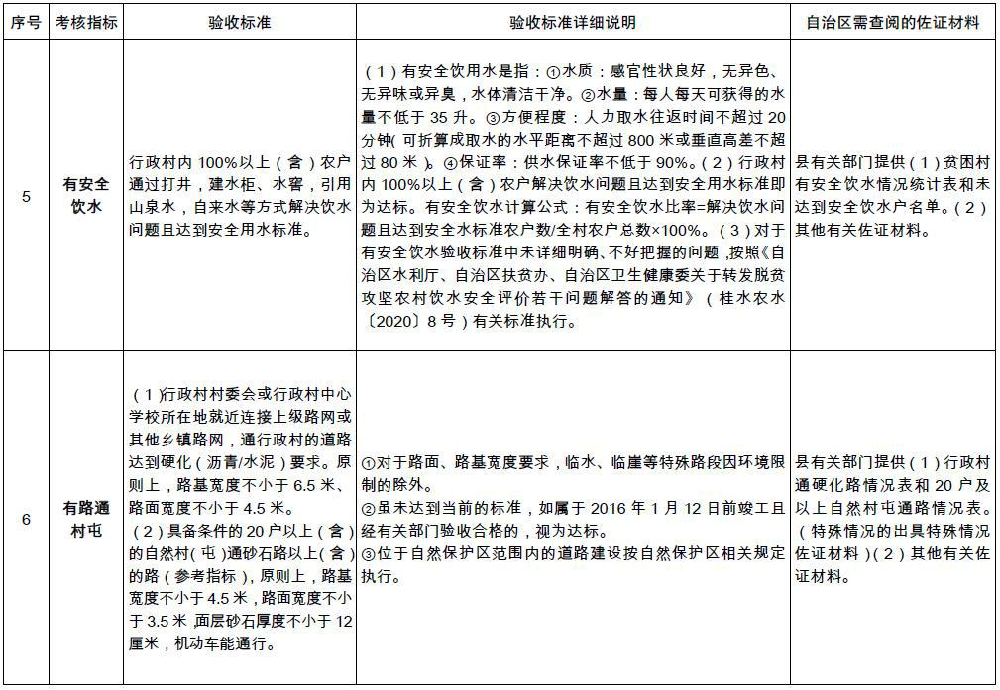 序号
考核指标
验收标准
验收标准详细说明
自治区需查阅的佐证材料
5
有安全
饮水
行政村内 100%以上（含）农户
通过打井，建水柜、水窖，引用
山泉水，自来水等方式解决饮水
问题且达到安全用水标准。
（1）有安全饮用水是指：①水质：感官性状良好，无异色、
无异味或异臭，水体清洁干净。②水量：每人每天可获得的水
量不低于 35 升。③方便程度：人力取水往返时间不超过 20
分钟（可折算成取水的水平距离不超过 800 米或垂直高差不超
过 80 米）。④保证率：供水保证率不低于 90%。（2）行政村
内 100%以上（含）农户解决饮水问题且达到安全用水标准即
为达标。有安全饮水计算公式：有安全饮水比率=解决饮水问
题且达到安全水标准农户数/全村农户总数×100%。（3）对于
有安全饮水验收标准中未详细明确、不好把握的问题，按照《自
治区水利厅、自治区扶贫办、自治区卫生健康委关于转发脱贫
攻坚农村饮水安全评价若干问题解答的通知》（桂水农水
〔2020〕8 号）有关标准执行。
县有关部门提供（1）贫困村
有安全饮水情况统计表和未
达到安全饮水户名单。（2）
其他有关佐证材料。
6
有路通
村屯
（1）行政村村委会或行政村中心
学校所在地就近连接上级路网或
其他乡镇路网，通行政村的道路
达到硬化（沥青/水泥）要求。原
则上，路基宽度不小于 6.5 米、
路面宽度不小于 4.5 米。
（2）具备条件的 20 户以上（含）
的自然村（屯）通砂石路以上（含）
的路（参考指标），原则上，路基
宽度不小于 4.5 米，路面宽度不小
于 3.5 米，面层砂石厚度不小于 12
厘米，机动车能通行。
①对于路面、路基宽度要求，临水、临崖等特殊路段因环境限
制的除外。
②虽未达到当前的标准，如属于 2016 年 1 月 12 日前竣工且
经有关部门验收合格的，视为达标。
③位于自然保护区范围内的道路建设按自然保护区相关规定
执行。
县有关部门提供（1）行政村
通硬化路情况表和 20 户及
以上自然村屯通路情况表。
（特殊情况的出具特殊情况
佐证材料）（2）其他有关佐
证材料。